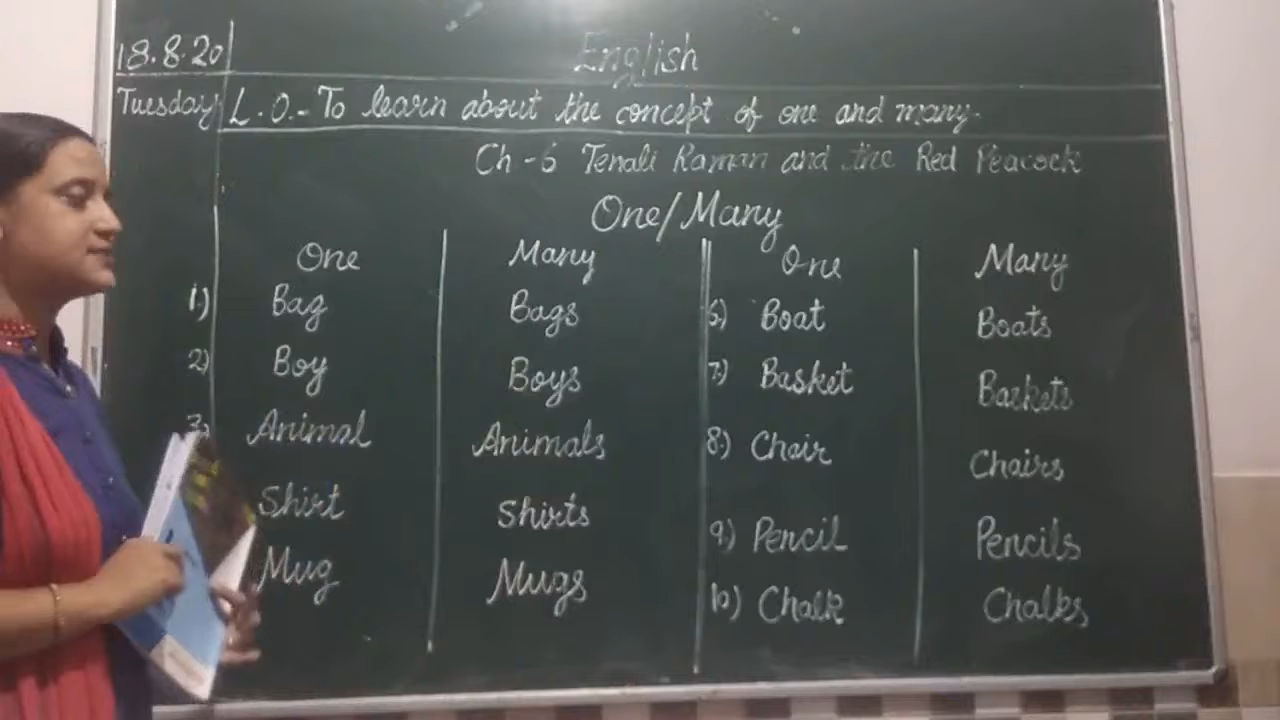 18.8.20 English
Tuesday L.O.- To learn about the concept of one and many.
Ch-6 Tenali Raman and the Red Peacock
One/Many
One Many One Many
1) Bag Bags 6) Boat Boats
2) Boy Boys 7) Basket Baskets
3) Animal Animals 8) Chair Chairs
Shirt Shirts 9) Pencil Pencils
Mug Mugs 10) Chalk Chalks